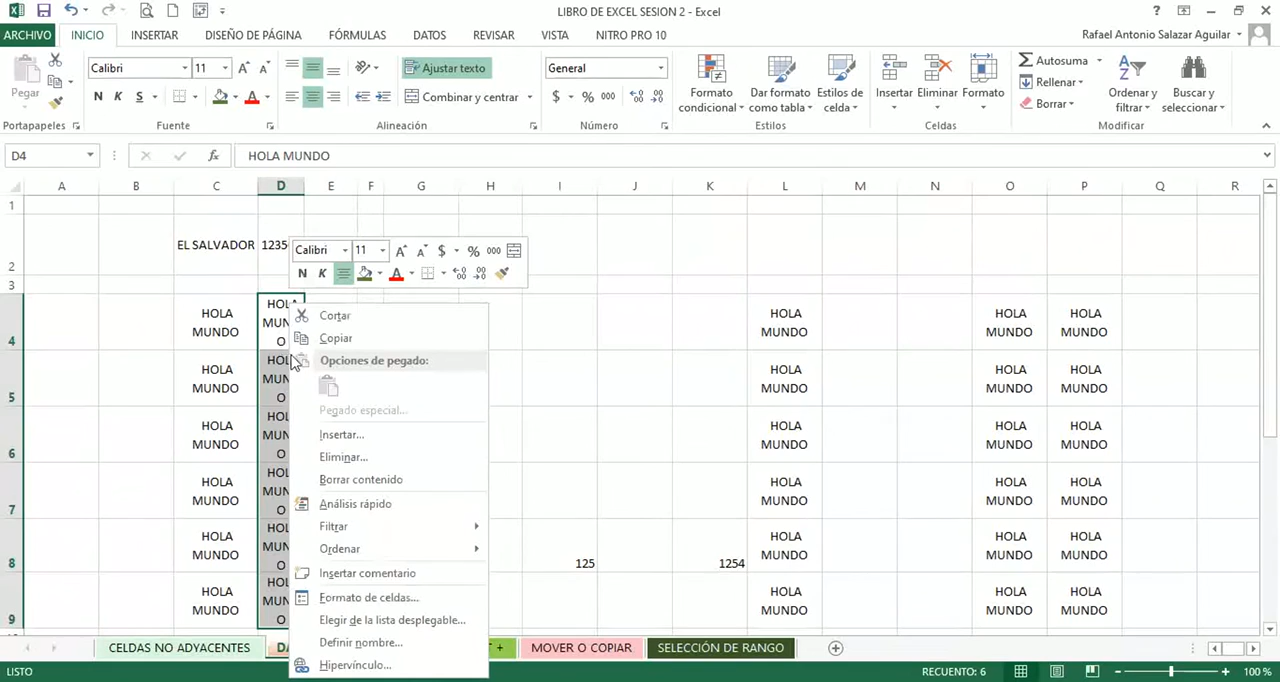 LIBRO DE EXCEL SESION 2 - Excel
ARCHIVO INICIO INSERTAR DISEÑO DE PÁGINA FÓRMULAS DATOS REVISAR VISTA NITRO PRO 10 Rafael Antonio Salazar Aguilar
Pegar
Calibri 11
N K S
Ajustar texto
Combinar y centrar
General
$ % 000
Formato condicional
Dar formato como tabla
Estilos de celda
Insertar Eliminar Formato
Autosuma
Rellenar
Borrar
Ordenar y filtrar
Buscar y seleccionar
Portapapeles Fuente Alineación Número Estilos Celdas Modificar
D4 fx HOLA MUNDO
A B C D E F G H I J K L M N O P Q R
1
2 EL SALVADOR 1235
Calibri 11 $ % 000
N K
3
4 HOLA MUNDO HOLA MUNDO HOLA MUNDO HOLA MUNDO
5 HOLA MUNDO HOLA MUNDO HOLA MUNDO HOLA MUNDO
6 HOLA MUNDO HOLA MUNDO HOLA MUNDO HOLA MUNDO
7 HOLA MUNDO HOLA MUNDO HOLA MUNDO HOLA MUNDO
8 HOLA MUNDO 125 1254 HOLA MUNDO HOLA MUNDO HOLA MUNDO
9 HOLA MUNDO HOLA MUNDO HOLA MUNDO HOLA MUNDO
Cortar
Copiar
Opciones de pegado:
Pegado especial...
Insertar...
Eliminar...
Borrar contenido
Análisis rápido
Filtrar
Ordenar
Insertar comentario
Formato de celdas...
Elegir de la lista desplegable...
Definir nombre...
Hipervínculo...
CELDAS NO ADYACENTES MOVER O COPIAR SELECCIÓN DE RANGO
LISTO RECUENTO: 6 100 %